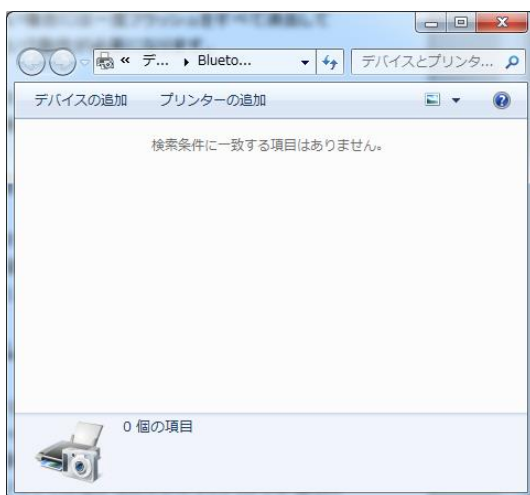 « デ... ▸ Blueto...
デバイスとプリンタ...
デバイスの追加 プリンターの追加
検索条件に一致する項目はありません。
0 個の項目